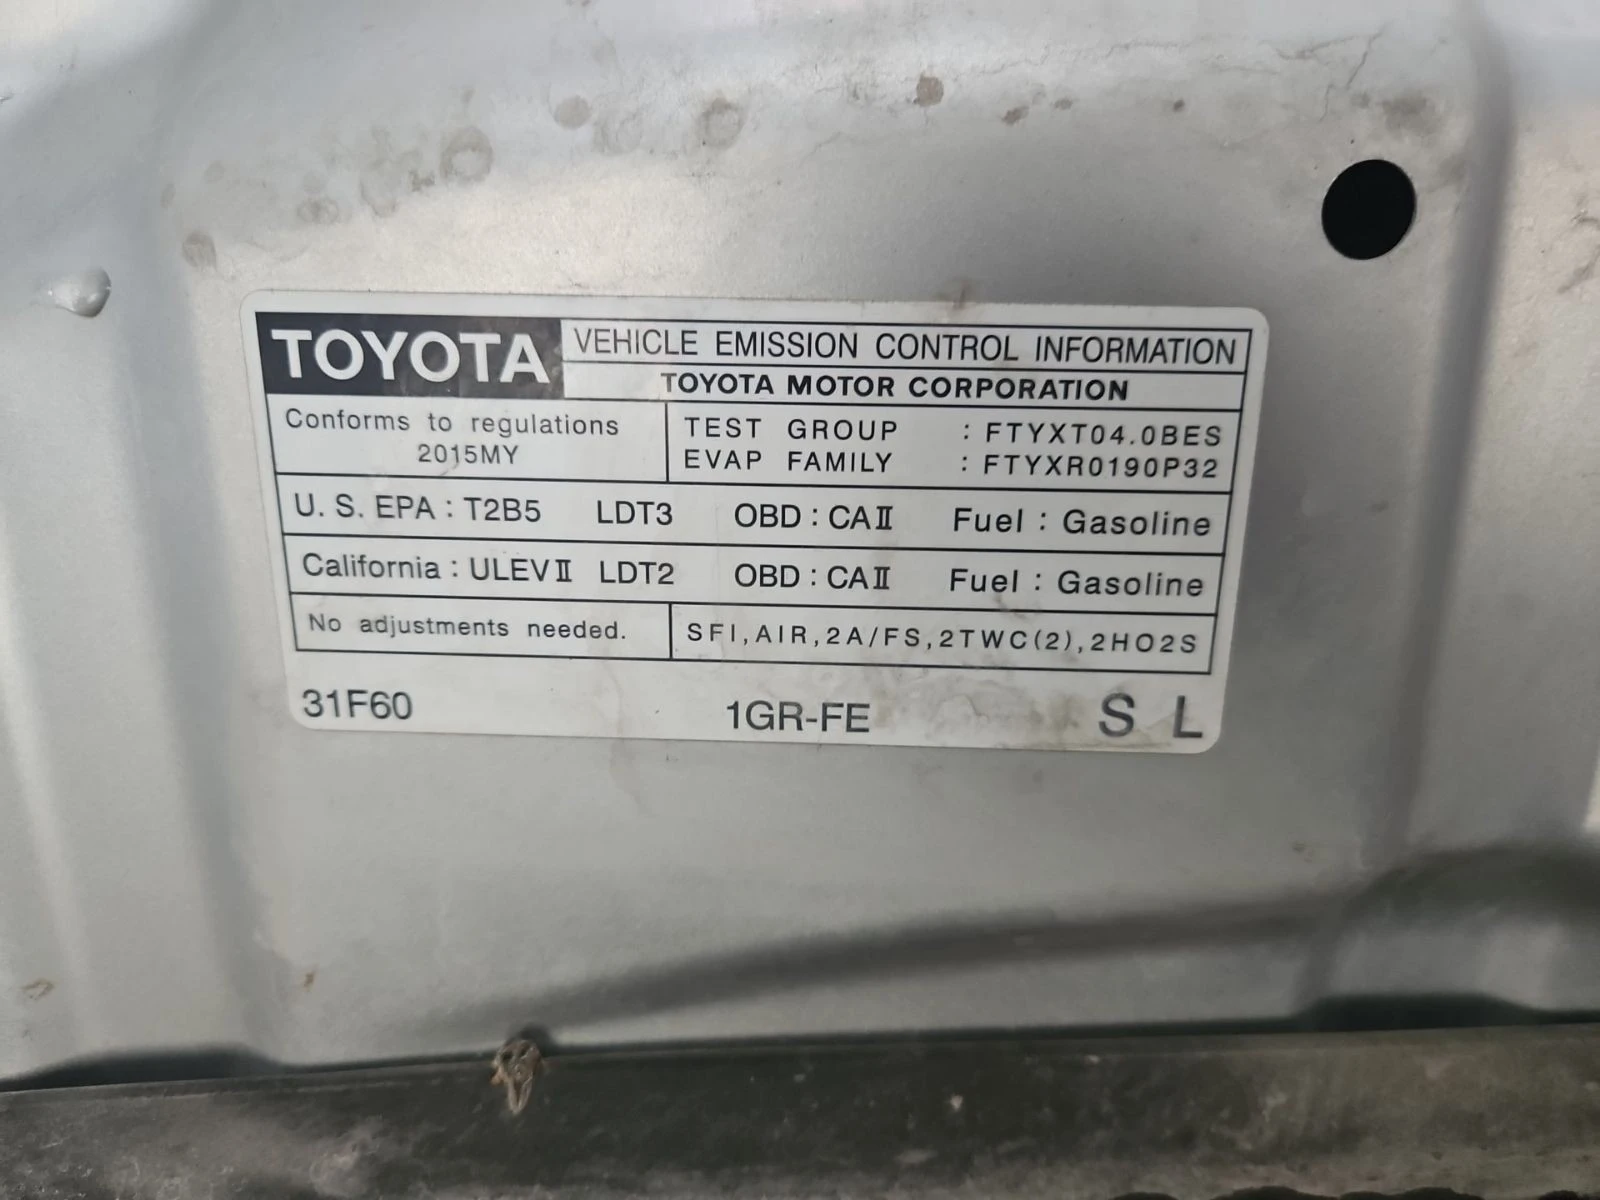 TOYOTA VEHICLE EMISSION CONTROL INFORMATION
TOYOTA MOTOR CORPORATION
Conforms to regulations
2015MY
TEST GROUP : FTYXT04.0BES
EVAP FAMILY : FTYXR0190P32
U.S. EPA : T2B5 LDT3 OBD : CAⅡ Fuel : Gasoline
California : ULEVⅡ LDT2 OBD : CAⅡ Fuel : Gasoline
No adjustments needed. SFI,AIR,2A/FS,2TWC(2),2HO2S
31F60 1GR-FE S L